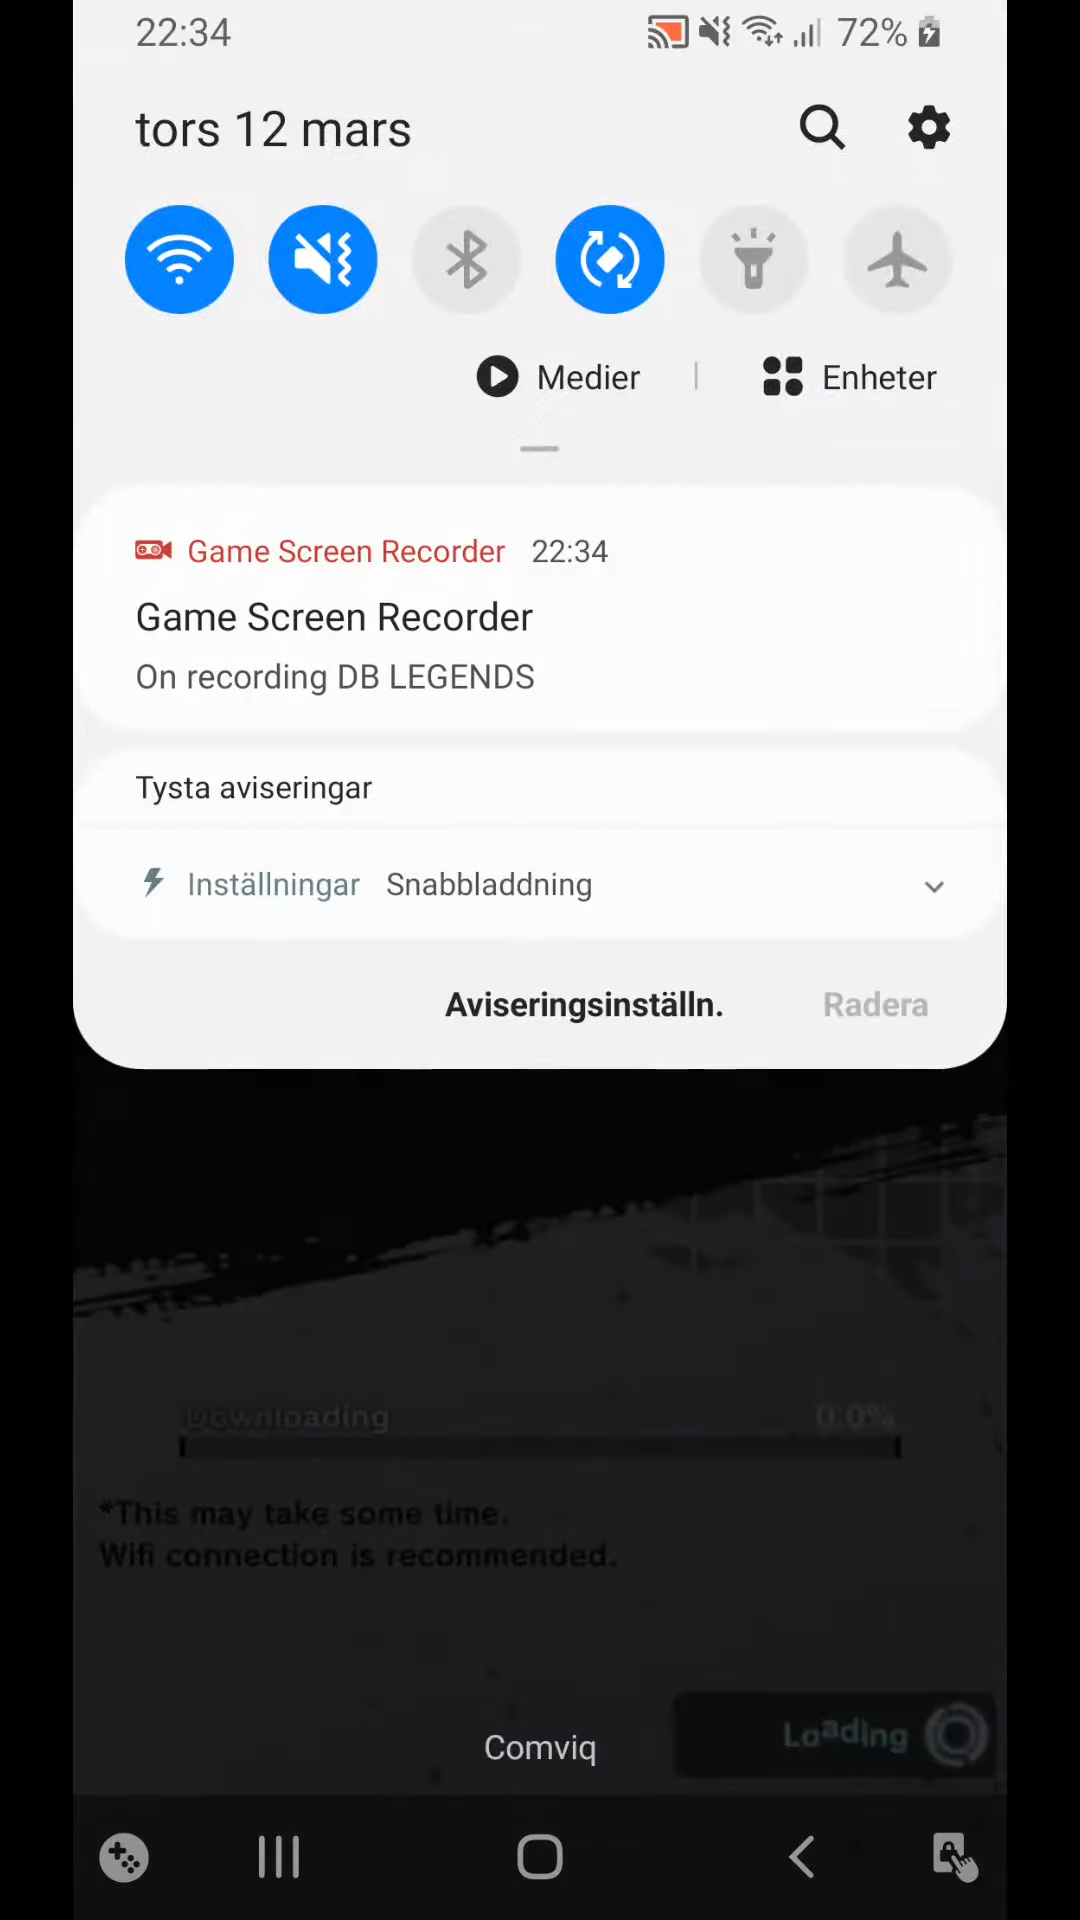 22:34 72%
tors 12 mars
Medier | Enheter
Game Screen Recorder 22:34
Game Screen Recorder
On recording DB LEGENDS
Tysta aviseringar
Inställningar Snabbladdning
Aviseringsinställn. Radera
Downloading 0.0%
*This may take some time.
Wifi connection is recommended.
Loading
Comviq